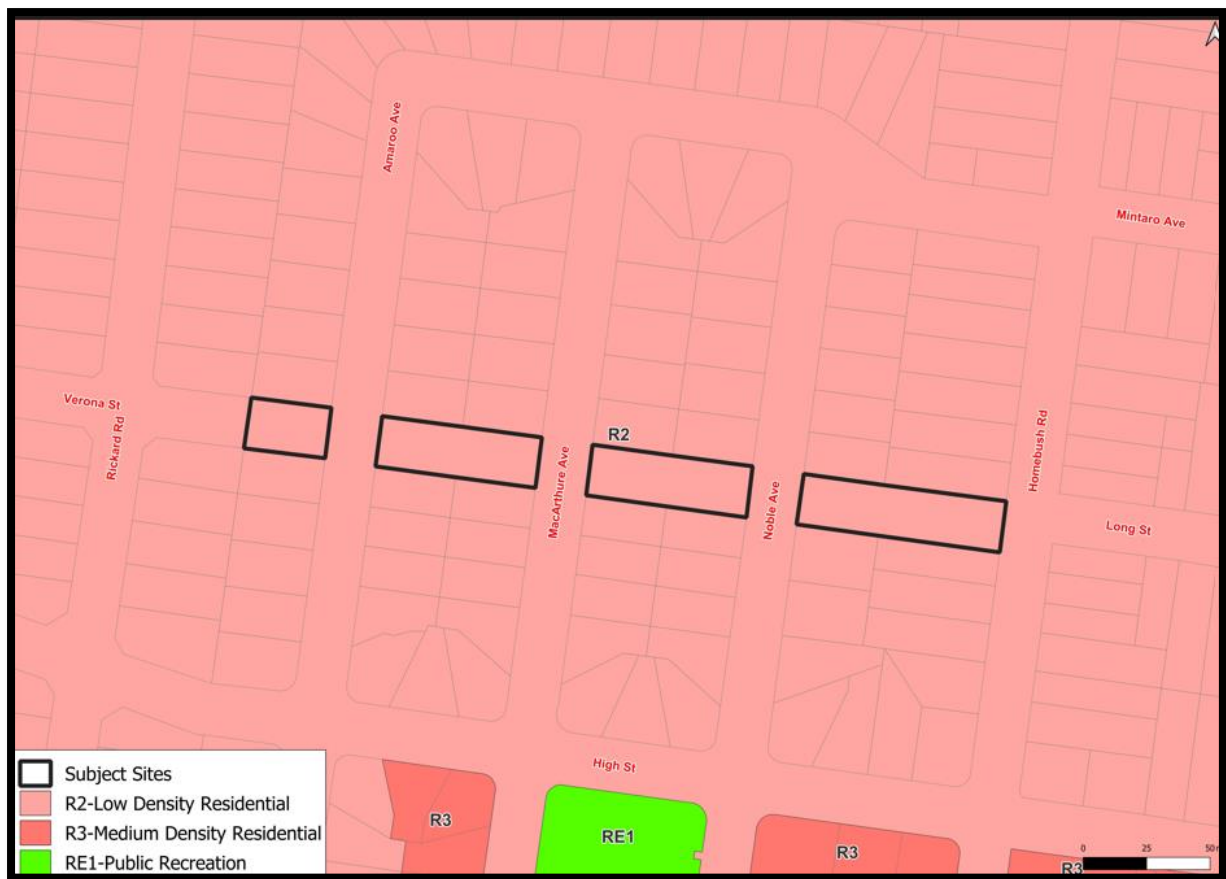 Amaroo Ave
Mintaro Ave
Verona St
Rickard Rd
R2
MacArthure Ave
Noble Ave
Homebush Rd
Long St
High St
Subject Sites
R2-Low Density Residential
R3-Medium Density Residential
RE1-Public Recreation
R3
RE1
R3
R3
0 25 50